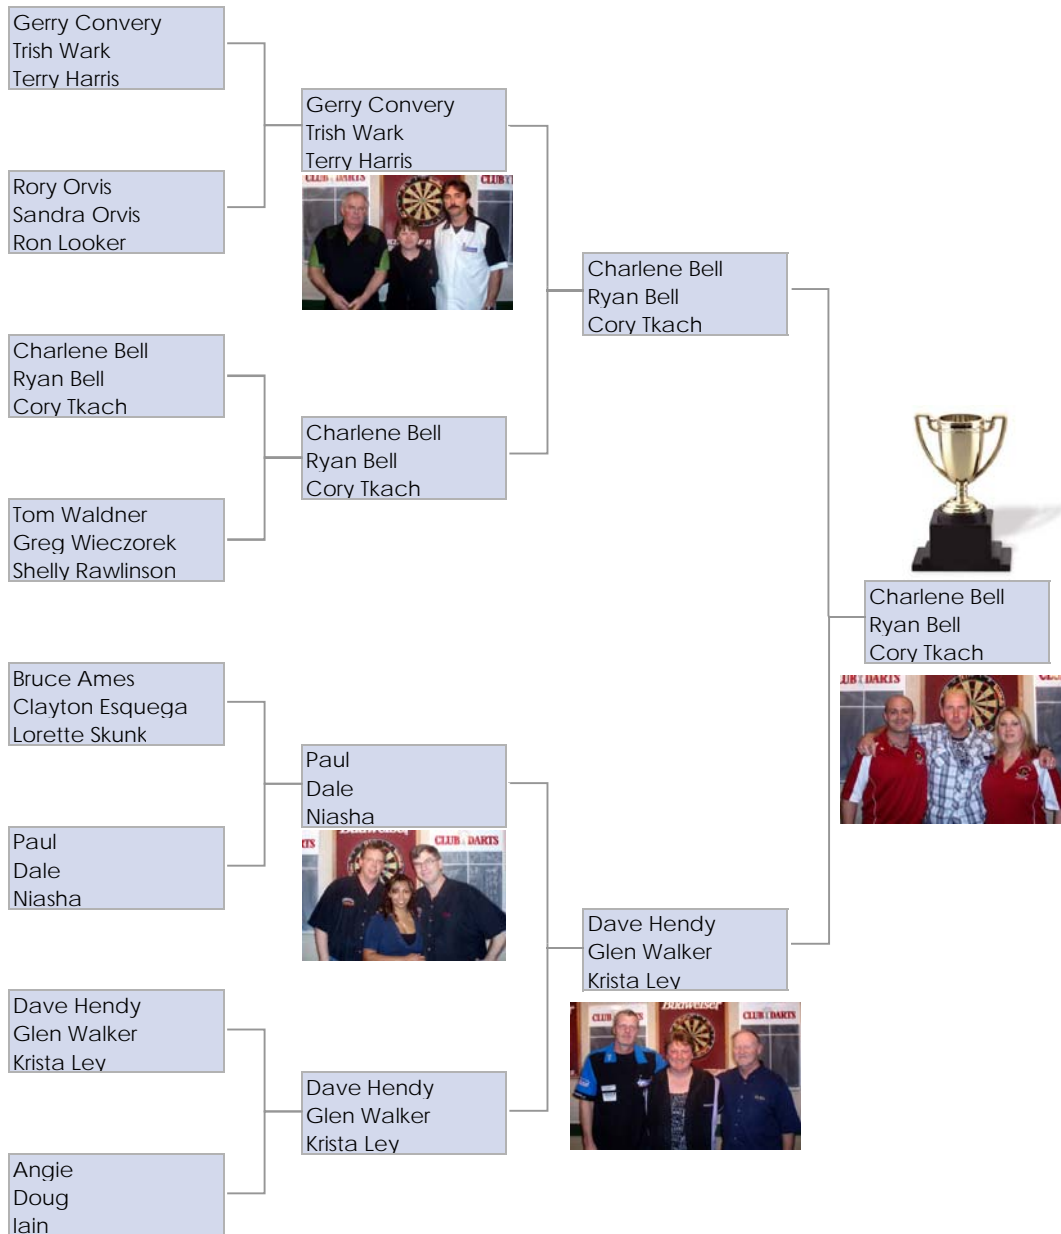 Gerry Convery
Trish Wark
Terry Harris
Gerry Convery
Trish Wark
Terry Harris
Rory Orvis
Sandra Orvis
Ron Looker
CLUB DARTS
CLUB
Charlene Bell
Ryan Bell
Cory Tkach
Charlene Bell
Ryan Bell
Cory Tkach
Charlene Bell
Ryan Bell
Cory Tkach
Tom Waldner
Greg Wieczorek
Shelly Rawlinson
Charlene Bell
Ryan Bell
Cory Tkach
DARTS
Bruce Ames
Clayton Esquega
Lorette Skunk
Paul
Dale
Niasha
Paul
Dale
Niasha
Budweiser
CLUB DARTS
Dave Hendy
Glen Walker
Krista Ley
Dave Hendy
Glen Walker
Krista Ley
Budweiser
CLUB
CLUB DARTS
Dave Hendy
Glen Walker
Krista Ley
Angie
Doug
Iain